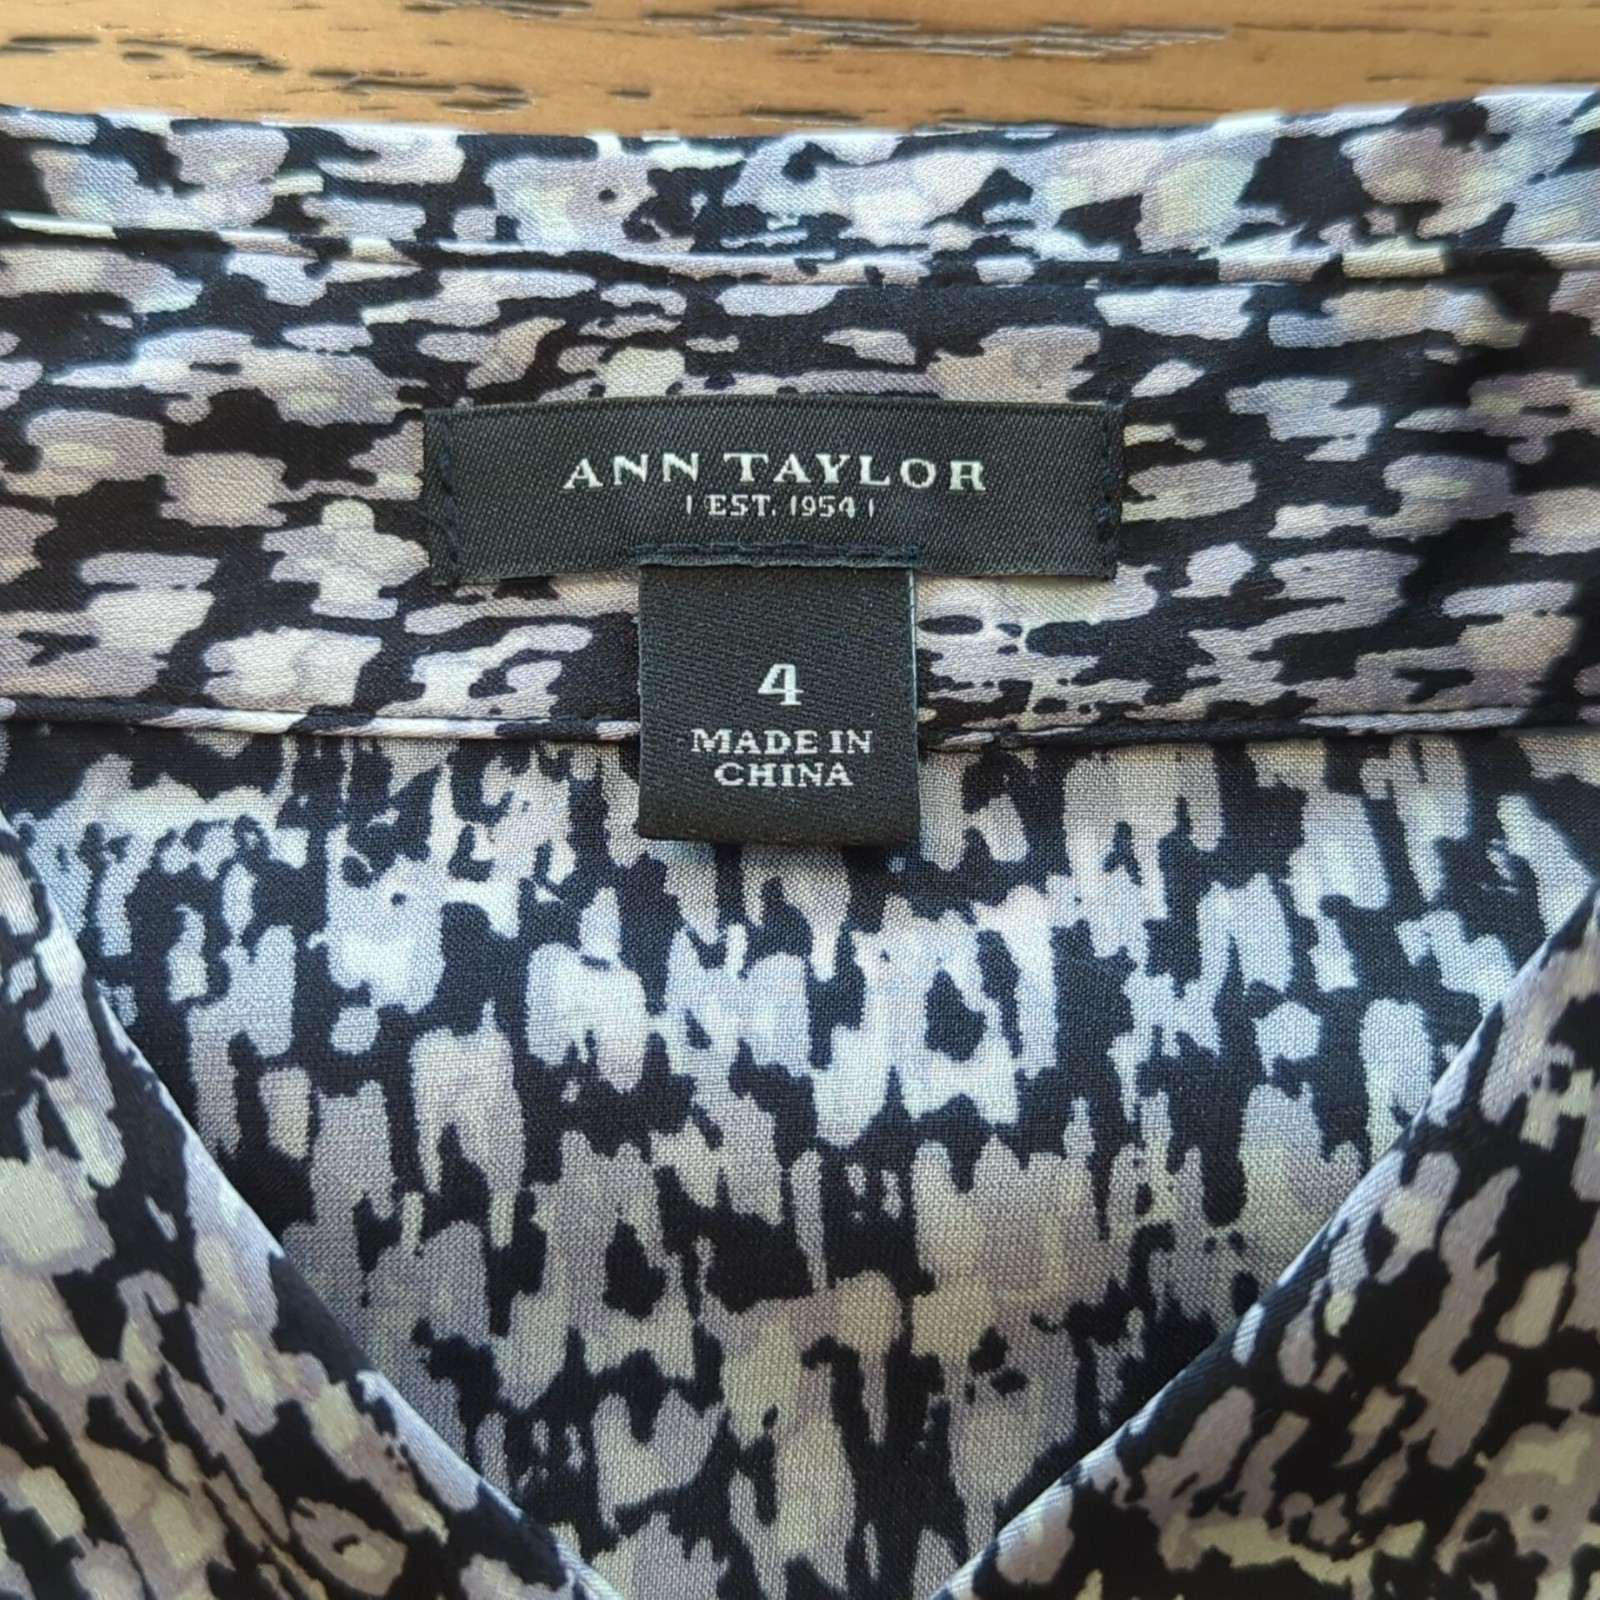 ANN TAYLOR
| EST. 1954 |
4
MADE IN
CHINA